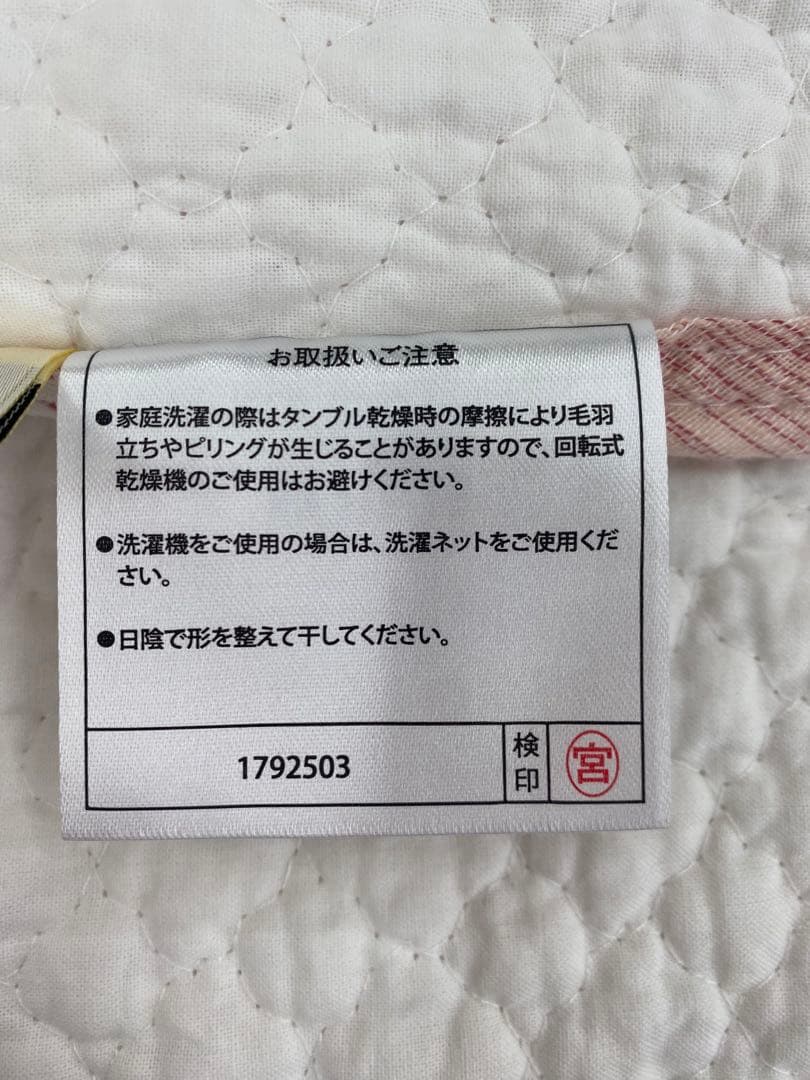 お取扱いご注意
●家庭洗濯の際はタンブル乾燥時の摩擦により毛羽
立ちやピリングが生じることがありますので、回転式
乾燥機のご使用はお避けください。
●洗濯機をご使用の場合は、洗濯ネットをご使用くだ
さい。
●日陰で形を整えて干してください。
1792503
検印
宮